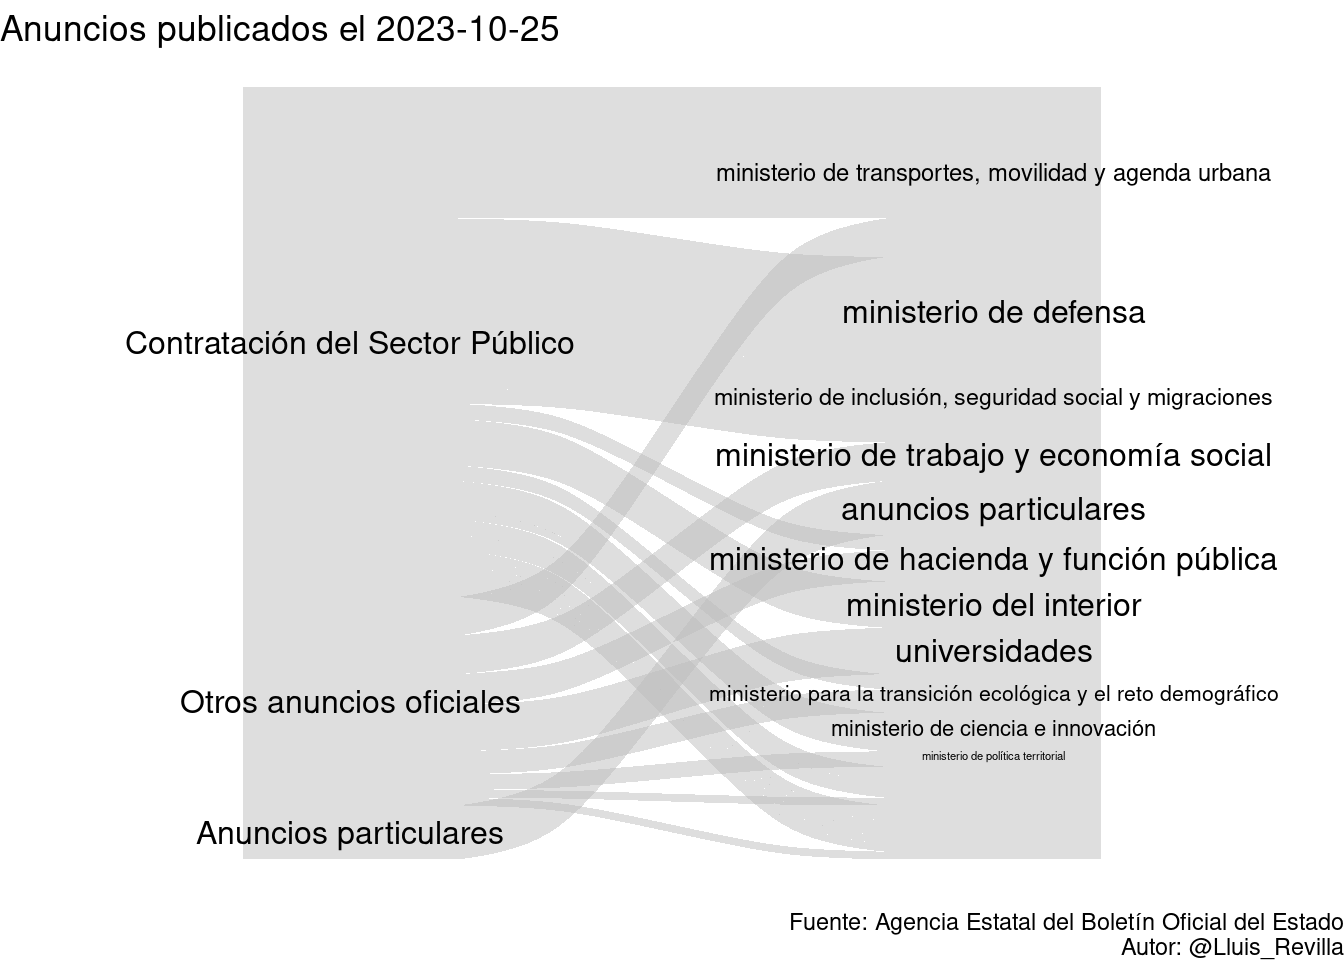 Anuncios publicados el 2023-10-25
ministerio de transportes, movilidad y agenda urbana
ministerio de defensa
Contratación del Sector Público
ministerio de inclusión, seguridad social y migraciones
ministerio de trabajo y economía social
anuncios particulares
ministerio de hacienda y función pública
ministerio del interior
universidades
ministerio para la transición ecológica y el reto demográfico
Otros anuncios oficiales
ministerio de ciencia e innovación
ministerio de política territorial
Anuncios particulares
Fuente: Agencia Estatal del Boletín Oficial del Estado
Autor: @Lluis_Revilla